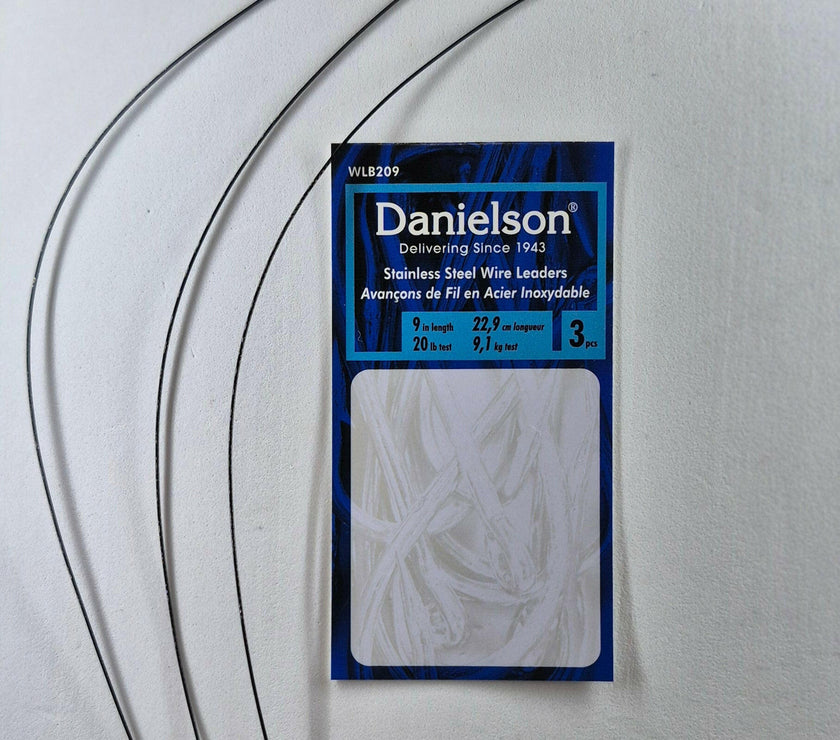 WLB209
Danielson®
Delivering Since 1943
Stainless Steel Wire Leaders
Avançons de Fil en Acier Inoxydable
9 in length 22,9 cm longueur
20 lb test 9,1 kg test
3 pcs